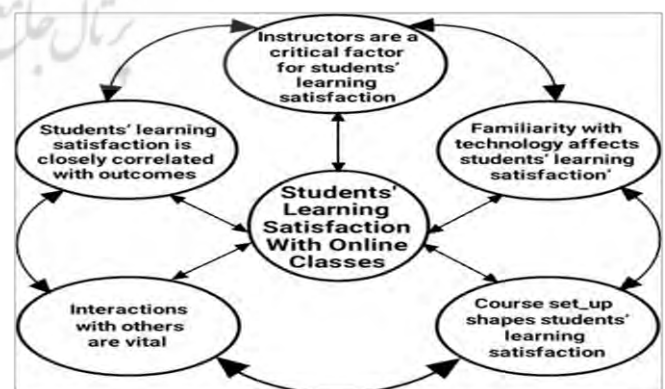 پرتال جامع
Instructors are a
critical factor
for students'
learning
satisfaction
Students' learning
satisfaction is
closely correlated
with outcomes
Familiarity with
technology affects
students' learning
satisfaction'
Students'
Learning
Satisfaction
With Online
Classes
Interactions
with others
are vital
Course set_up
shapes students'
learning
satisfaction